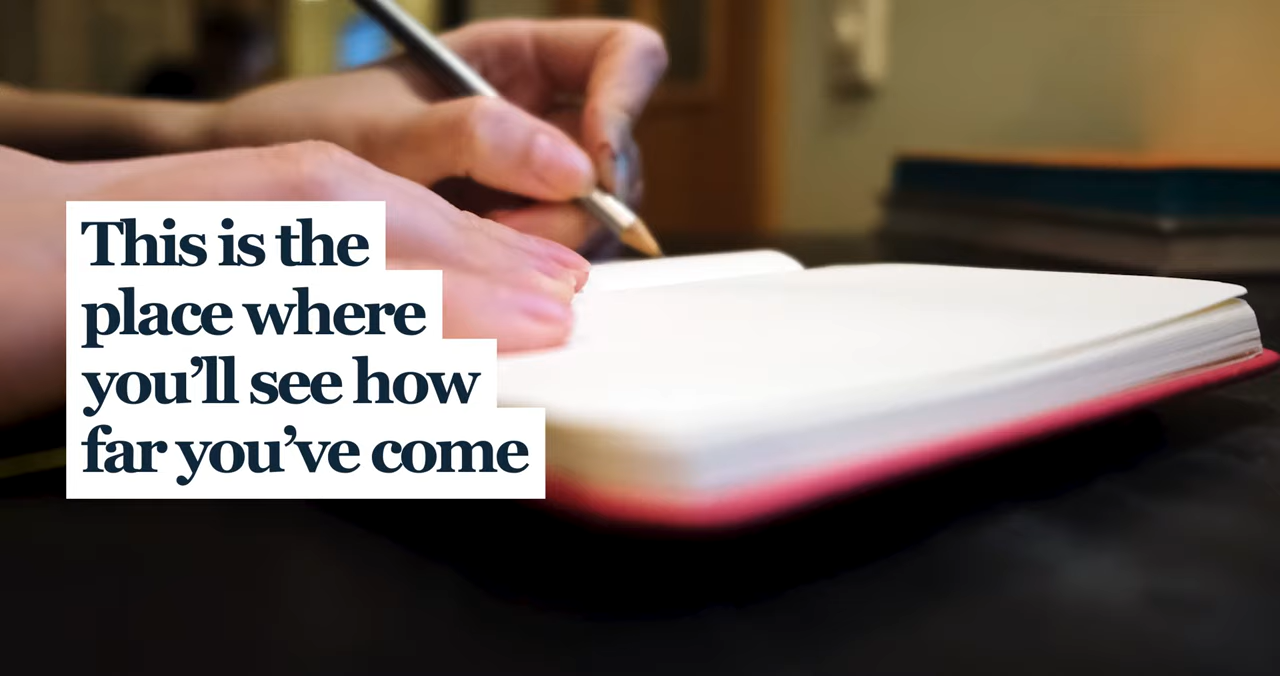 This is the
place where
you’ll see how
far you’ve come